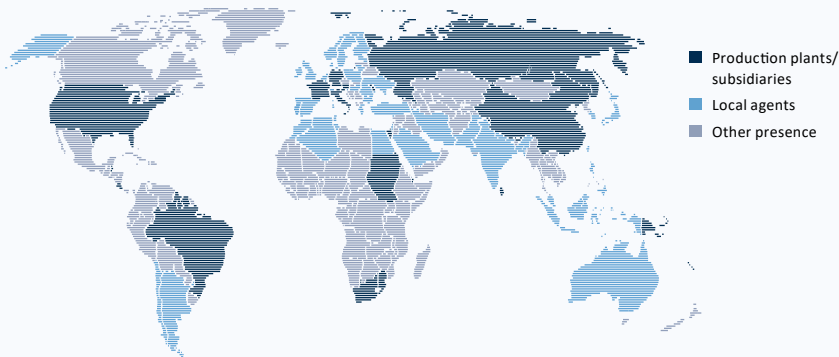 Production plants/
subsidiaries
Local agents
Other presence